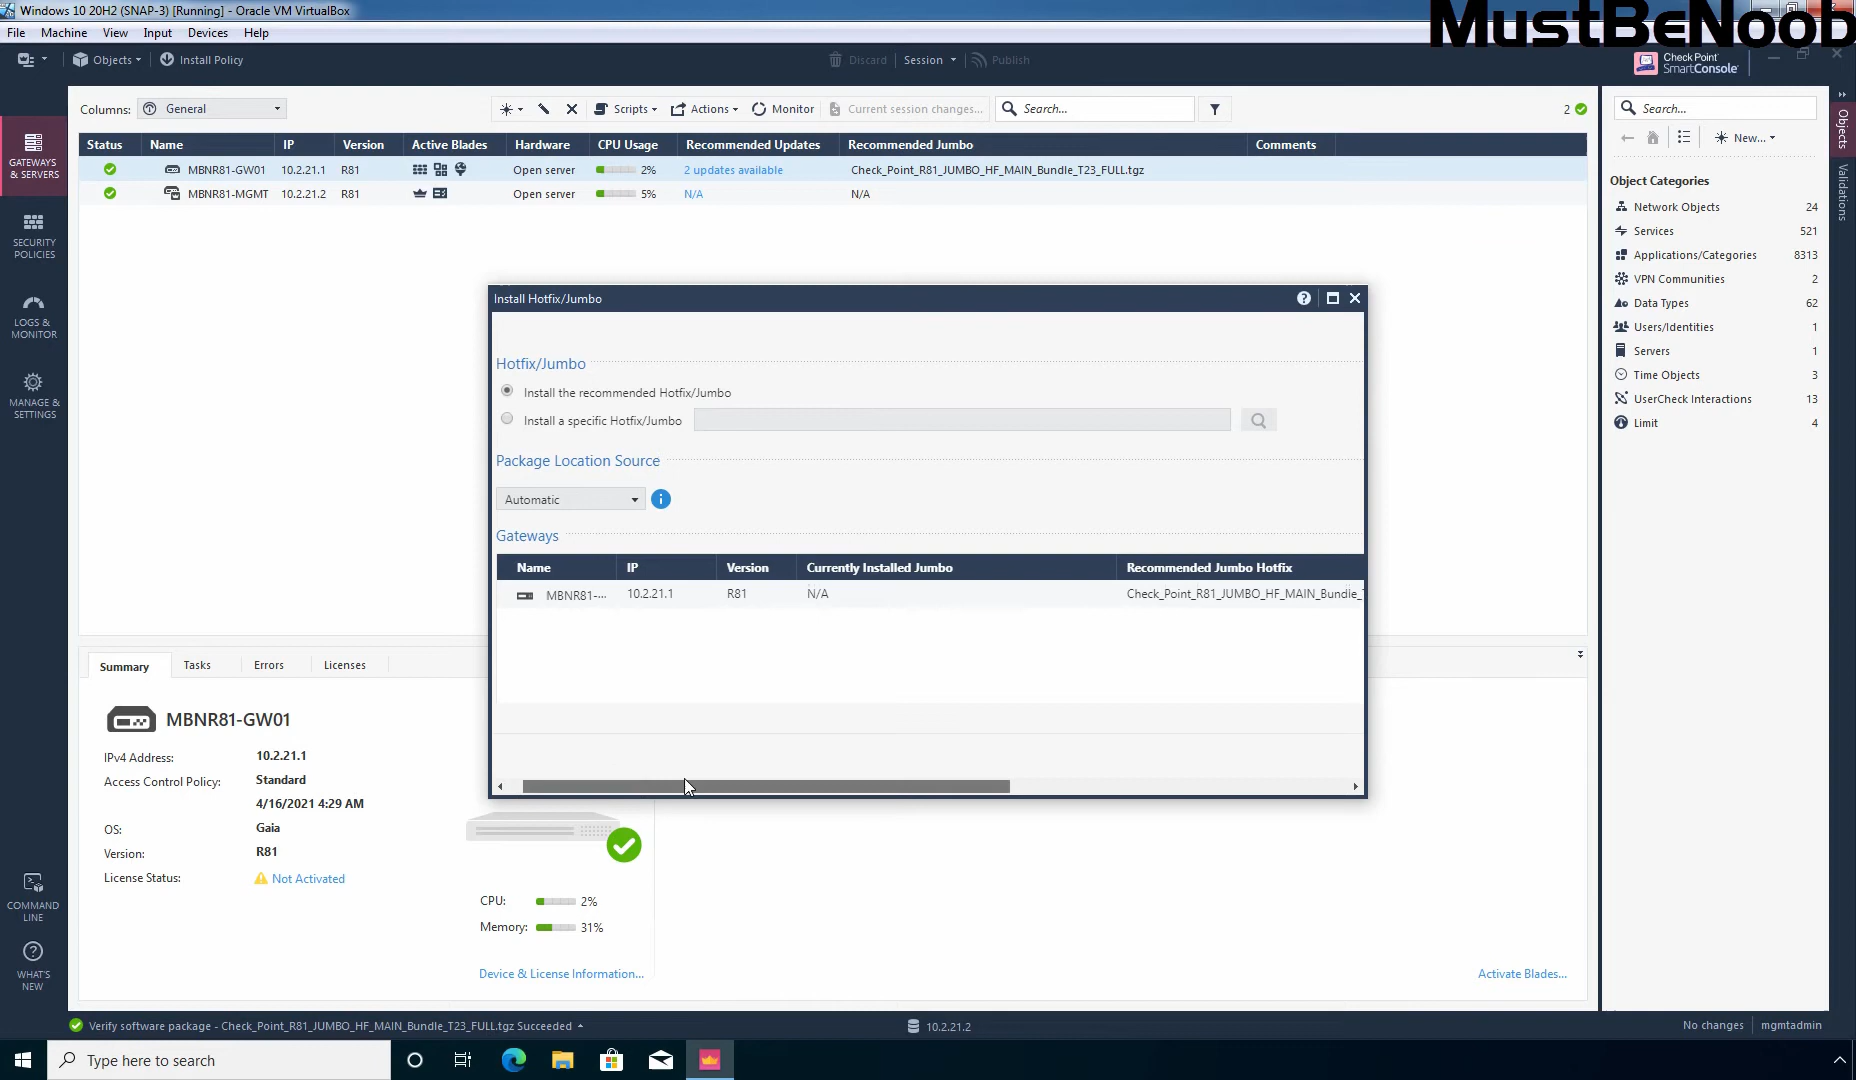 Windows 10 20H2 (SNAP-3) [Running] - Oracle VM VirtualBox
MustBeNoob
File Machine View Input Devices Help
Objects Install Policy Discard Session Publish
Check Point
SmartConsole
Columns: General Scripts Actions Monitor Current session changes... Search... 2
Status Name IP Version Active Blades Hardware CPU Usage Recommended Updates Recommended Jumbo Comments
MBNR81-GW01 10.2.21.1 R81 Open server 2% 2 updates available Check_Point_R81_JUMBO_HF_MAIN_Bundle_T23_FULL.tgz
MBNR81-MGMT 10.2.21.2 R81 Open server 5% N/A N/A
GATEWAYS
& SERVERS
SECURITY
POLICIES
LOGS &
MONITOR
MANAGE &
SETTINGS
COMMAND
LINE
WHAT'S
NEW
Install Hotfix/Jumbo
Hotfix/Jumbo
Install the recommended Hotfix/Jumbo
Install a specific Hotfix/Jumbo
Package Location Source
Automatic
Gateways
Name IP Version Currently Installed Jumbo Recommended Jumbo Hotfix
MBNR81-... 10.2.21.1 R81 N/A Check_Point_R81_JUMBO_HF_MAIN_Bundle_
Summary Tasks Errors Licenses
MBNR81-GW01
IPv4 Address: 10.2.21.1
Access Control Policy: Standard
4/16/2021 4:29 AM
OS: Gaia
Version: R81
License Status: Not Activated
CPU: 2%
Memory: 31%
Device & License Information...
Activate Blades...
Search...
New...
Object Categories
Network Objects 24
Services 521
Applications/Categories 8313
VPN Communities 2
Data Types 62
Users/Identities 1
Servers 1
Time Objects 3
UserCheck Interactions 13
Limit 4
Objects
Validations
Verify software package - Check_Point_R81_JUMBO_HF_MAIN_Bundle_T23_FULL.tgz Succeeded 10.2.21.2 No changes mgmtadmin
Type here to search